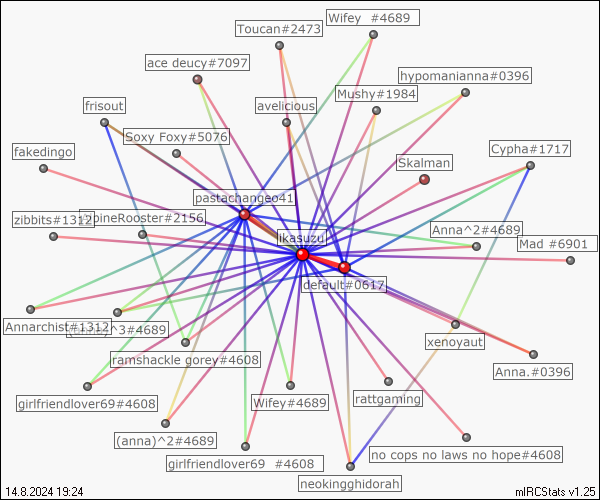 Wifey  #4689
Toucan#2473
ace deucy#7097
hypomanianna#0396
Mushy#1984
frisout
avelicious
Soxy Foxy#5076
Cypha#1717
fakedingo
Skalman
pastachangeo41
zibbits#1312
pineRooster#2156
Anna^2#4689
ikasuzu
Mad #6901
default#0617
Annarchist#1312
^3#4689
xenoyaut
ramshackle gorey#4608
Anna.#0396
girlfriendlover69#4608
Wifey#4689
rattgaming
(anna)^2#4689
no cops no laws no hope#4608
girlfriendlover69  #4608
neokingghidorah
14.8.2024 19:24
mIRCStats v1.25